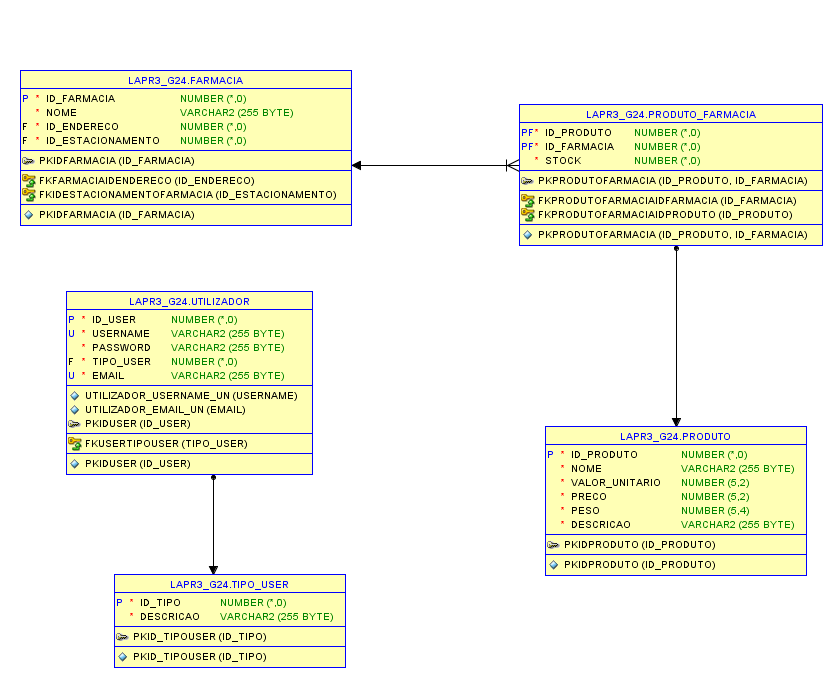 LAPR3_G24.FARMACIA
P * ID_FARMACIA NUMBER (*,0)
* NOME VARCHAR2 (255 BYTE)
F * ID_ENDERECO NUMBER (*,0)
F * ID_ESTACIONAMENTO NUMBER (*,0)
PKIDFARMACIA (ID_FARMACIA)
FKFARMACIAIDENDERECO (ID_ENDERECO)
FKIDESTACIONAMENTOFARMACIA (ID_ESTACIONAMENTO)
PKIDFARMACIA (ID_FARMACIA)
LAPR3_G24.PRODUTO_FARMACIA
PF* ID_PRODUTO NUMBER (*,0)
PF* ID_FARMACIA NUMBER (*,0)
* STOCK NUMBER (*,0)
PKPRODUTOFARMACIA (ID_PRODUTO, ID_FARMACIA)
FKPRODUTOFARMACIAIDFARMACIA (ID_FARMACIA)
FKPRODUTOFARMACIAIDPRODUTO (ID_PRODUTO)
PKPRODUTOFARMACIA (ID_PRODUTO, ID_FARMACIA)
LAPR3_G24.UTILIZADOR
P * ID_USER NUMBER (*,0)
U * USERNAME VARCHAR2 (255 BYTE)
* PASSWORD VARCHAR2 (255 BYTE)
F * TIPO_USER NUMBER (*,0)
U * EMAIL VARCHAR2 (255 BYTE)
UTILIZADOR_USERNAME_UN (USERNAME)
UTILIZADOR_EMAIL_UN (EMAIL)
PKIDUSER (ID_USER)
FKUSERTIPOUSER (TIPO_USER)
PKIDUSER (ID_USER)
LAPR3_G24.PRODUTO
P * ID_PRODUTO NUMBER (*,0)
* NOME VARCHAR2 (255 BYTE)
* VALOR_UNITARIO NUMBER (5,2)
* PRECO NUMBER (5,2)
* PESO NUMBER (5,4)
* DESCRICAO VARCHAR2 (255 BYTE)
PKIDPRODUTO (ID_PRODUTO)
PKIDPRODUTO (ID_PRODUTO)
LAPR3_G24.TIPO_USER
P * ID_TIPO NUMBER (*,0)
* DESCRICAO VARCHAR2 (255 BYTE)
PKID_TIPOUSER (ID_TIPO)
PKID_TIPOUSER (ID_TIPO)